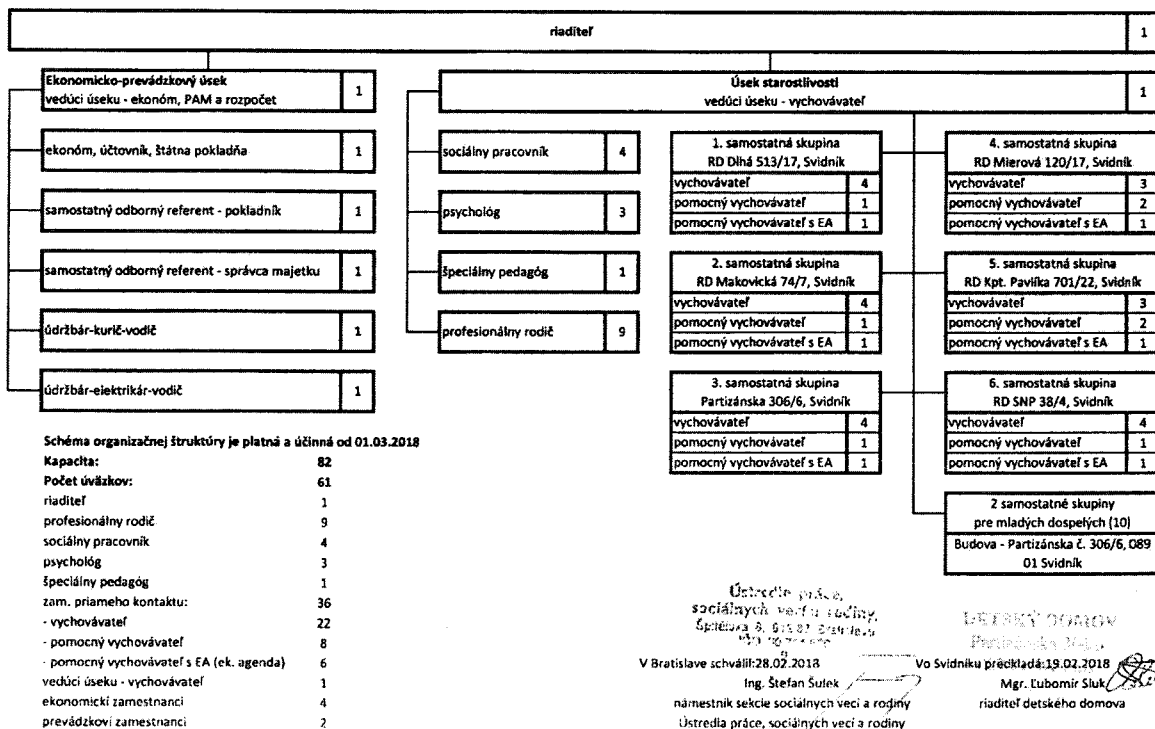 riaditeľ 1
Ekonomicko-prevádzkový úsek
vedúci úseku - ekonóm, PAM a rozpočet 1
ekonóm, účtovník, štátna pokladňa 1
samostatný odborný referent - pokladník 1
samostatný odborný referent - správca majetku 1
údržbár-kurič-vodič 1
údržbár-elektrikár-vodič 1
Úsek starostlivosti
vedúci úseku - vychovávateľ 1
sociálny pracovník 4
psychológ 3
špeciálny pedagóg 1
profesionálny rodič 9
1. samostatná skupina
RD Dlhá 513/17, Svidník
vychovávateľ 4
pomocný vychovávateľ 1
pomocný vychovávateľ s EA 1
2. samostatná skupina
RD Makovická 74/7, Svidník
vychovávateľ 4
pomocný vychovávateľ 1
pomocný vychovávateľ s EA 1
3. samostatná skupina
Partizánska 306/6, Svidník
vychovávateľ 4
pomocný vychovávateľ 1
pomocný vychovávateľ s EA 1
4. samostatná skupina
RD Mierová 120/17, Svidník
vychovávateľ 3
pomocný vychovávateľ 2
pomocný vychovávateľ s EA 1
5. samostatná skupina
RD Kpt. Pavlíka 701/22, Svidník
vychovávateľ 3
pomocný vychovávateľ 2
pomocný vychovávateľ s EA 1
6. samostatná skupina
RD SNP 38/4, Svidník
vychovávateľ 4
pomocný vychovávateľ 1
pomocný vychovávateľ s EA 1
2 samostatné skupiny
pre mladých dospelých (10)
Budova - Partizánska č. 306/6, 089
01 Svidník
Schéma organizačnej štruktúry je platná a účinná od 01.03.2018
Kapacita: 82
Počet úväzkov: 61
riaditeľ 1
profesionálny rodič 9
sociálny pracovník 4
psychológ 3
špeciálny pedagóg 1
zam. priameho kontaktu: 36
- vychovávateľ 22
- pomocný vychovávateľ 8
- pomocný vychovávateľ s EA (ek. agenda) 6
vedúci úseku - vychovávateľ 1
ekonomickí zamestnanci 4
prevádzkoví zamestnanci 2
Ústredie práce,
sociálnych vecí a rodiny
V Bratislave schválil:28.02.2018
Ing. Štefan Šulek
námestník sekcie sociálnych vecí a rodiny
Ústredia práce, sociálnych vecí a rodiny
DETSKÝ DOMOV
Vo Svidníku predkladá:19.02.2018
Mgr. Ľubomír Sluk
riaditeľ detského domova